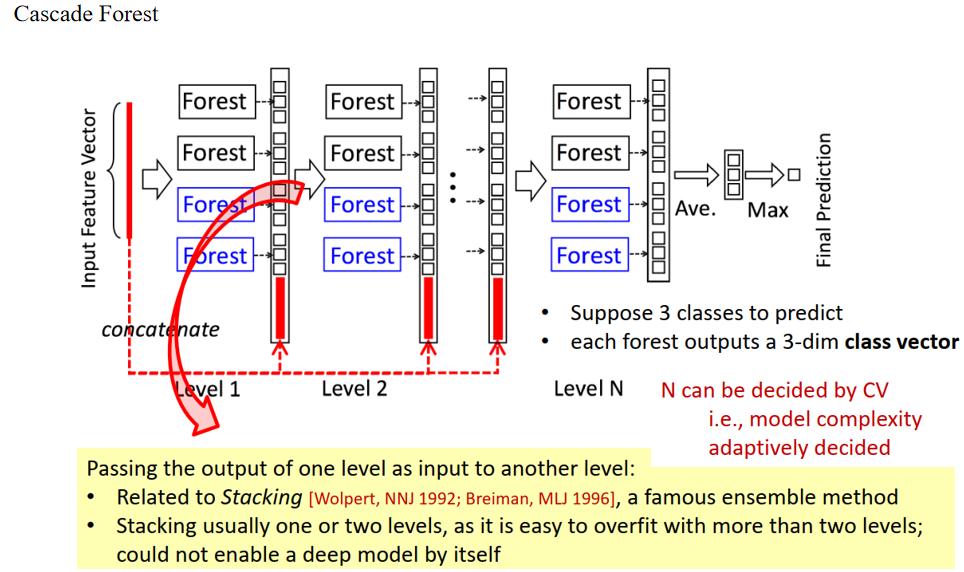 Cascade Forest
Input Feature Vector
Forest
Forest
Forest
Forest
Forest
Forest
Forest
Forest
Forest
Forest
Forest
Forest
Ave.
Max
Final Prediction
concatenate
Level 1
Level 2
Level N
• Suppose 3 classes to predict
• each forest outputs a 3-dim class vector
N can be decided by CV
i.e., model complexity
adaptively decided
Passing the output of one level as input to another level:
• Related to Stacking [Wolpert, NNJ 1992; Breiman, MLJ 1996], a famous ensemble method
• Stacking usually one or two levels, as it is easy to overfit with more than two levels;
could not enable a deep model by itself